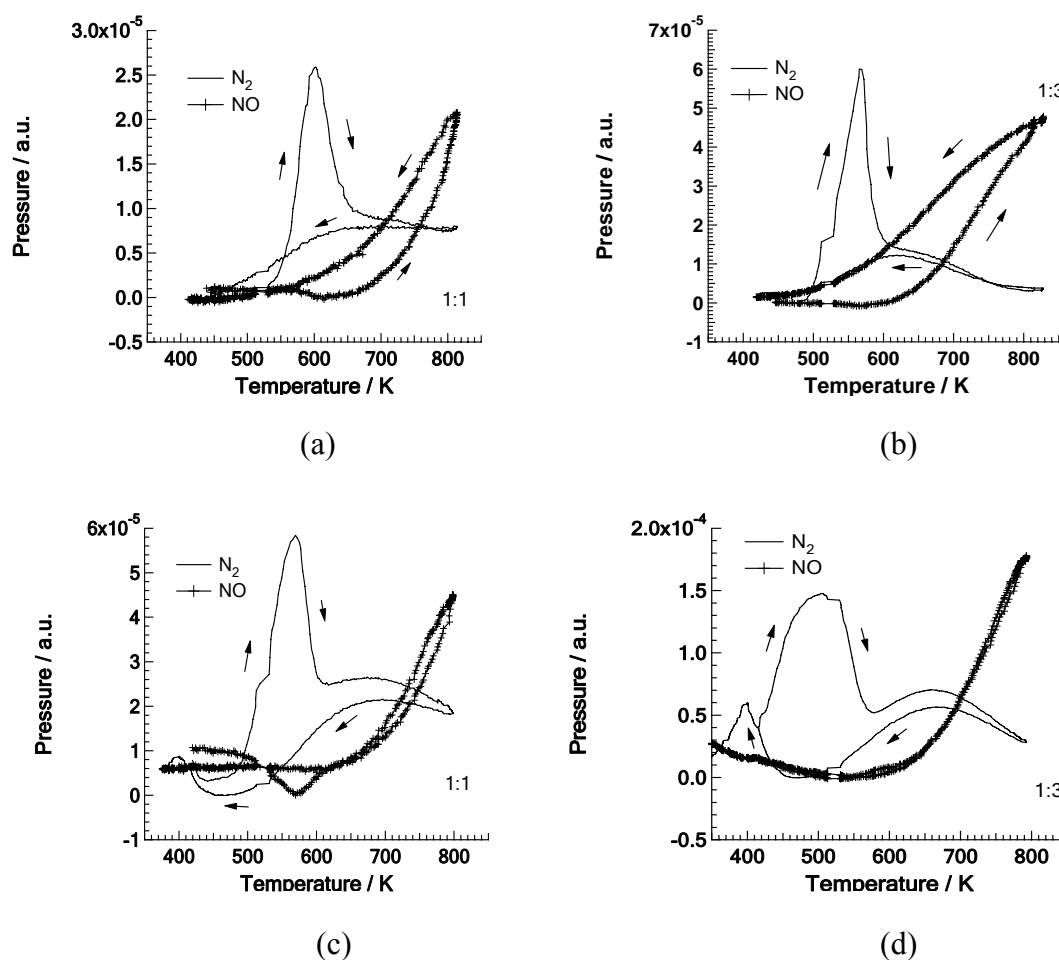 3.0x10-5
2.5
2.0
1.5
1.0
0.5
0.0
-0.5
Pressure / a.u.
N2
NO
1:1
400 500 600 700 800
Temperature / K
(a)
7x10-5
6
5
4
3
2
1
0
-1
Pressure / a.u.
N2
NO
1:3
400 500 600 700 800
Temperature / K
(b)
6x10-5
5
4
3
2
1
0
-1
Pressure / a.u.
N2
NO
1:1
400 500 600 700 800
Temperature / K
(c)
2.0x10-4
1.5
1.0
0.5
0.0
-0.5
Pressure / a.u.
N2
NO
1:3
400 500 600 700 800
Temperature / K
(d)